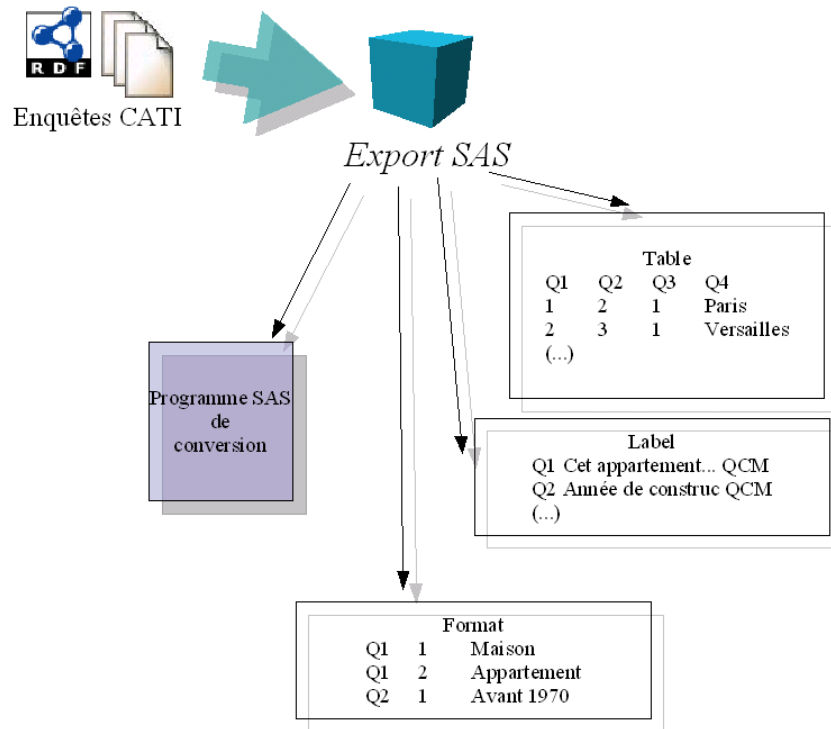 RDF
Enquêtes CATI
Export SAS
Table
Q1 Q2 Q3 Q4
1 2 1 Paris
2 3 1 Versailles
(...)
Programme SAS
de
conversion
Label
Q1 Cet appartement... QCM
Q2 Année de construc QCM
(...)
Format
Q1 1 Maison
Q1 2 Appartement
Q2 1 Avant 1970